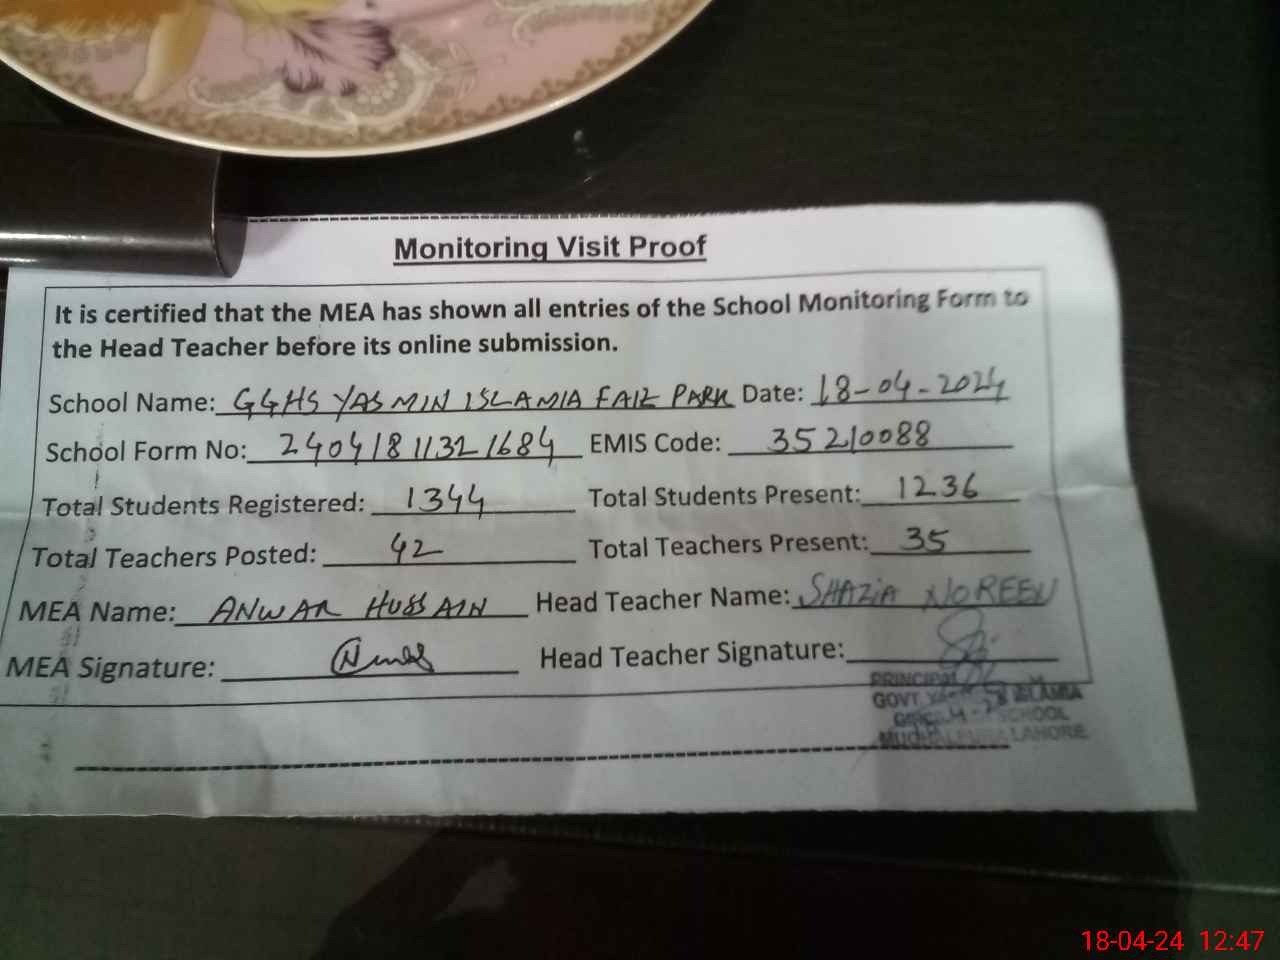 Monitoring Visit Proof
It is certified that the MEA has shown all entries of the School Monitoring Form to
the Head Teacher before its online submission.
School Name: GGHS YASMIN ISLAMIA FAIZ PARK Date: 18-04-2024
School Form No: 24041811321684 EMIS Code: 35210088
Total Students Registered: 1344 Total Students Present: 1236
Total Teachers Posted: 42 Total Teachers Present: 35
MEA Name: ANWAR HUSSAIN Head Teacher Name: SHAZIA NOREEN
MEA Signature: Head Teacher Signature:
PRINCIPAL
GOVT ISLAMIA
SCHOOL
LAHORE
18-04-24 12:47